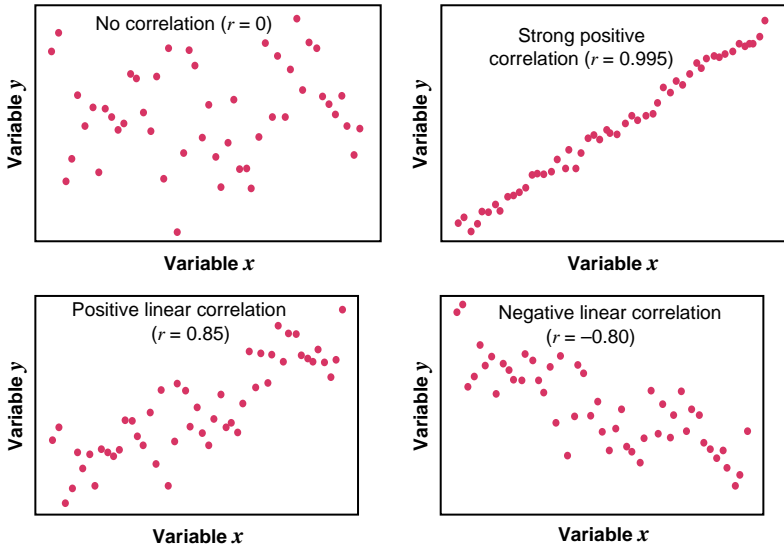 No correlation (r = 0)
Variable y
Variable x
Strong positive
correlation (r = 0.995)
Variable y
Variable x
Positive linear correlation
(r = 0.85)
Variable y
Variable x
Negative linear correlation
(r = –0.80)
Variable y
Variable x